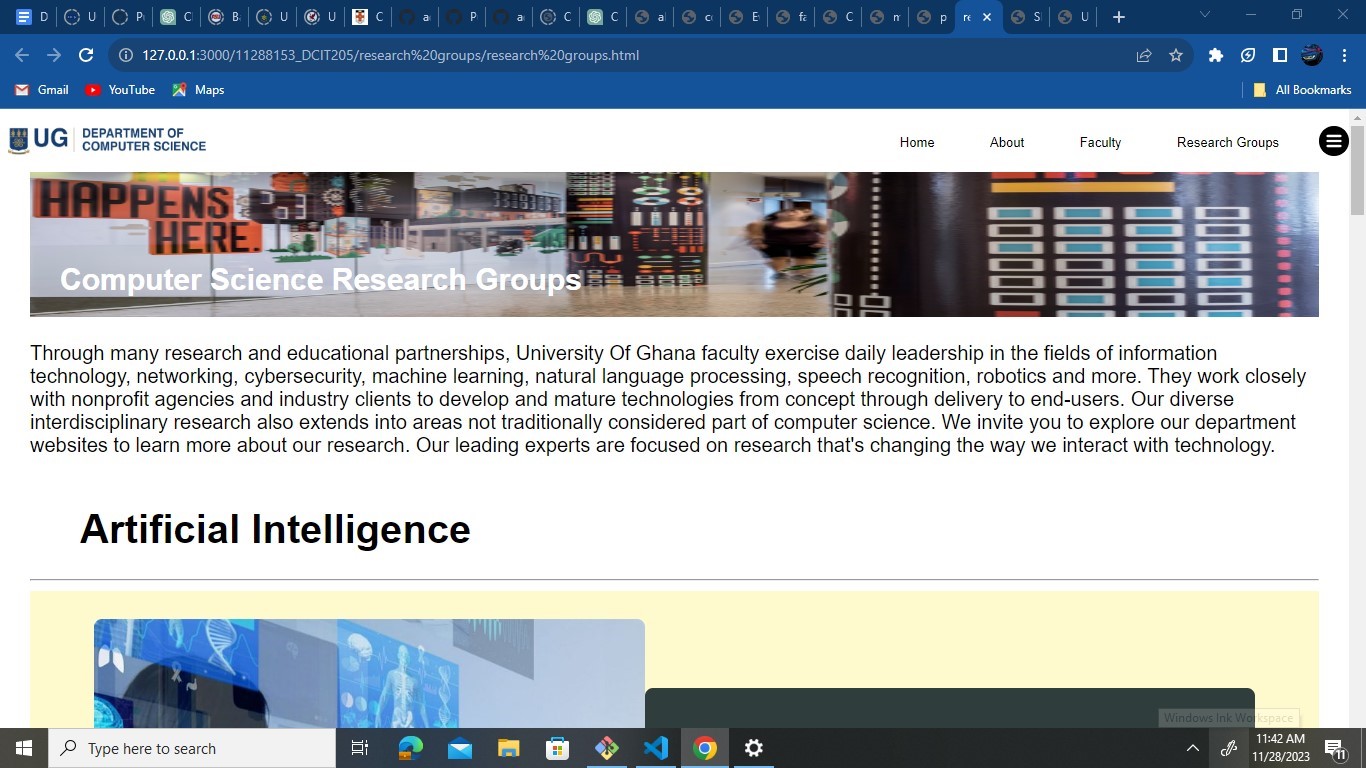 127.0.0.1:3000/11288153_DCIT205/research%20groups/research%20groups.html
Gmail
YouTube
Maps
All Bookmarks
UG
DEPARTMENT OF
COMPUTER SCIENCE
Home
About
Faculty
Research Groups
HAPPENS
HERE.
Computer Science Research Groups
Through many research and educational partnerships, University Of Ghana faculty exercise daily leadership in the fields of information
technology, networking, cybersecurity, machine learning, natural language processing, speech recognition, robotics and more. They work closely
with nonprofit agencies and industry clients to develop and mature technologies from concept through delivery to end-users. Our diverse
interdisciplinary research also extends into areas not traditionally considered part of computer science. We invite you to explore our department
websites to learn more about our research. Our leading experts are focused on research that's changing the way we interact with technology.
Artificial Intelligence
Windows Ink Workspace
Type here to search
11:42 AM
11/28/2023
11